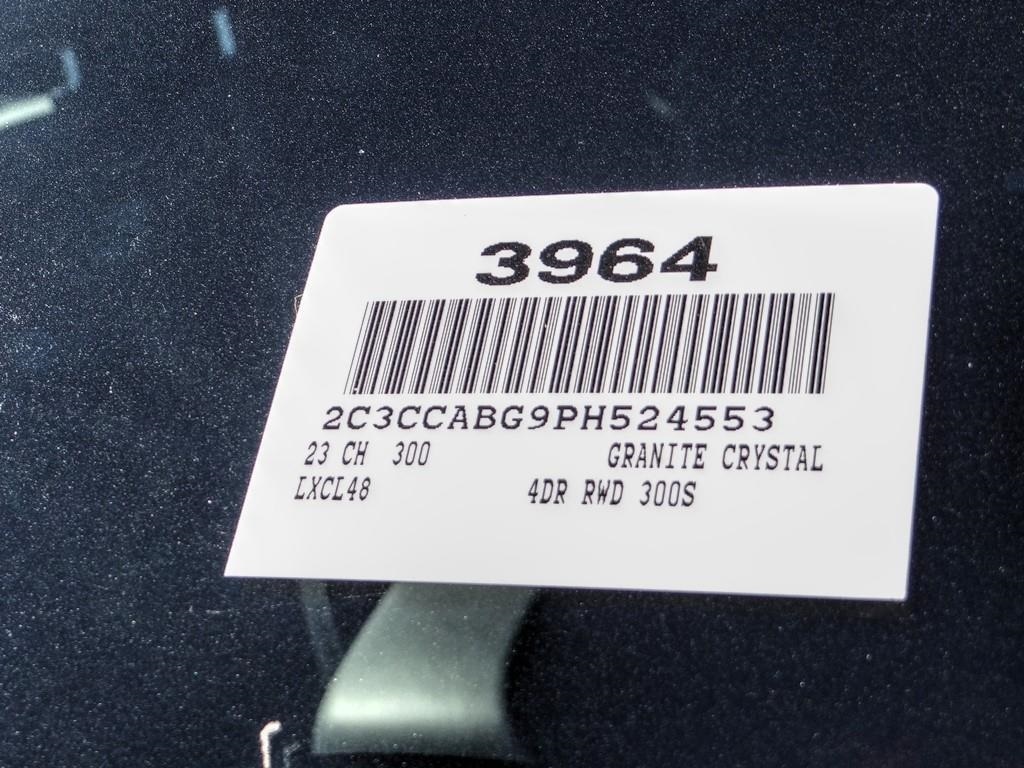 3964
2C3CCABG9PH524553
23 CH 300 GRANITE CRYSTAL
LXCL48 4DR RWD 300S